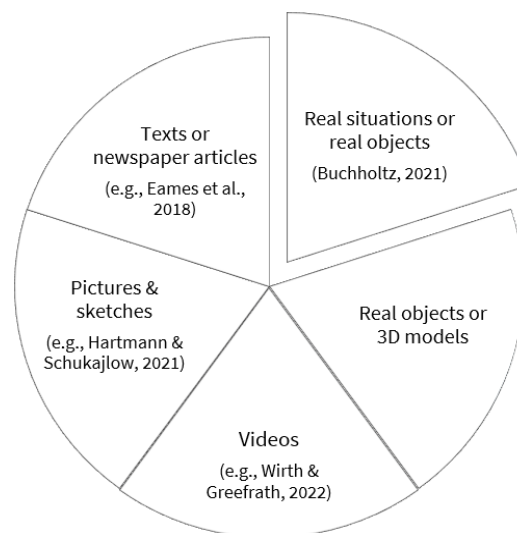 Texts or
newspaper articles
(e.g., Eames et al.,
2018)
Real situations or
real objects
(Buchholtz, 2021)
Pictures &
sketches
(e.g., Hartmann &
Schukajlow, 2021)
Real objects or
3D models
Videos
(e.g., Wirth &
Greefrath, 2022)